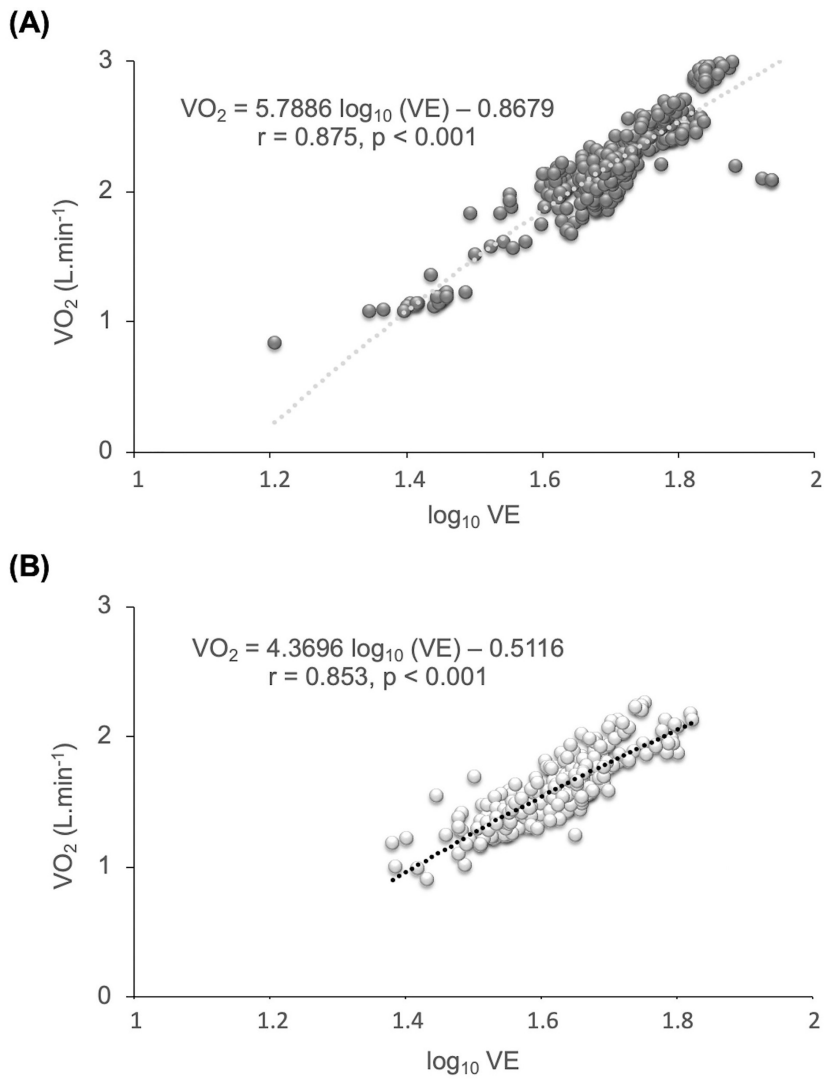 (A)
VO₂ = 5.7886 log₁₀ (VE) – 0.8679
r = 0.875, p < 0.001
VO₂ (L.min⁻¹)
3
2
1
0
1 1.2 1.4 1.6 1.8 2
log₁₀ VE
(B)
VO₂ = 4.3696 log₁₀ (VE) – 0.5116
r = 0.853, p < 0.001
VO₂ (L.min⁻¹)
3
2
1
0
1 1.2 1.4 1.6 1.8 2
log₁₀ VE